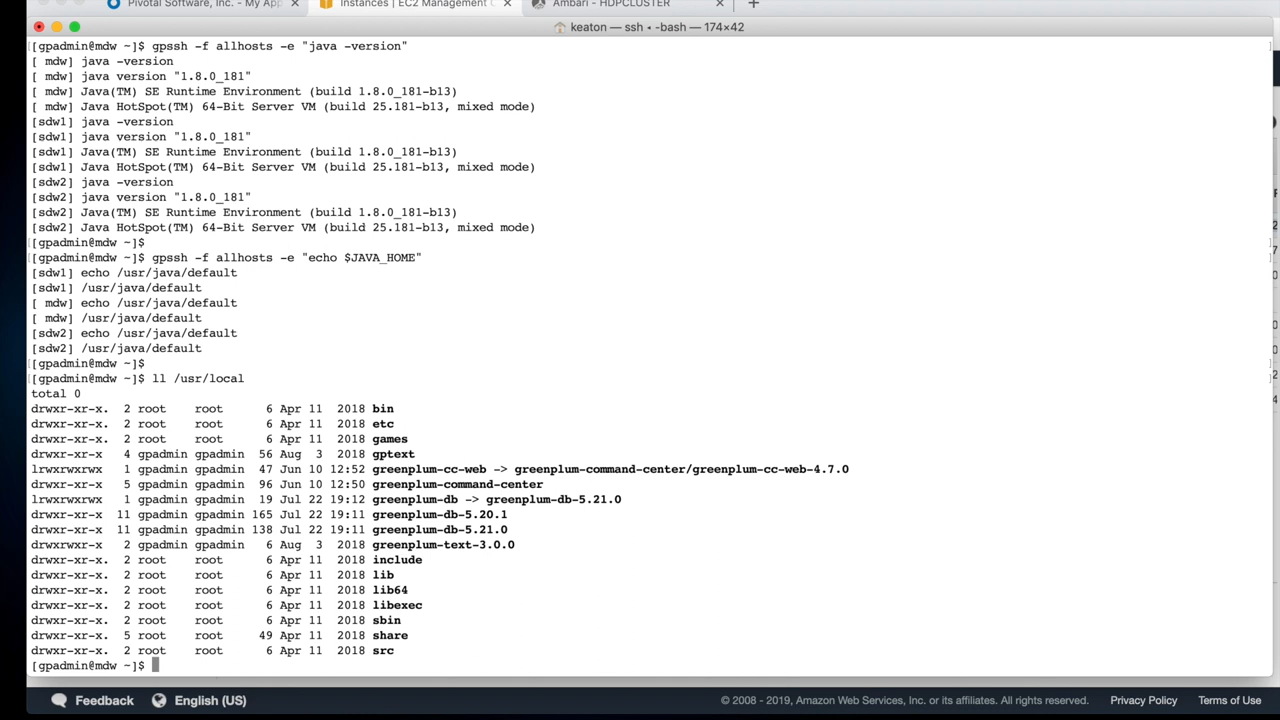 Pivotal Software, Inc. - My Ap
Instances | EC2 Management C
Ambari - HDPCLUSTER
keaton — ssh ◂ -bash — 174×42
[gpadmin@mdw ~]$ gpssh -f allhosts -e "java -version"
[ mdw] java -version
[ mdw] java version "1.8.0_181"
[ mdw] Java(TM) SE Runtime Environment (build 1.8.0_181-b13)
[ mdw] Java HotSpot(TM) 64-Bit Server VM (build 25.181-b13, mixed mode)
[sdw1] java -version
[sdw1] java version "1.8.0_181"
[sdw1] Java(TM) SE Runtime Environment (build 1.8.0_181-b13)
[sdw1] Java HotSpot(TM) 64-Bit Server VM (build 25.181-b13, mixed mode)
[sdw2] java -version
[sdw2] java version "1.8.0_181"
[sdw2] Java(TM) SE Runtime Environment (build 1.8.0_181-b13)
[sdw2] Java HotSpot(TM) 64-Bit Server VM (build 25.181-b13, mixed mode)
[gpadmin@mdw ~]$
[gpadmin@mdw ~]$ gpssh -f allhosts -e "echo $JAVA_HOME"
[sdw1] echo /usr/java/default
[sdw1] /usr/java/default
[ mdw] echo /usr/java/default
[ mdw] /usr/java/default
[sdw2] echo /usr/java/default
[sdw2] /usr/java/default
[gpadmin@mdw ~]$
[gpadmin@mdw ~]$ ll /usr/local
total 0
drwxr-xr-x. 2 root root 6 Apr 11 2018 bin
drwxr-xr-x. 2 root root 6 Apr 11 2018 etc
drwxr-xr-x. 2 root root 6 Apr 11 2018 games
drwxr-xr-x 4 gpadmin gpadmin 56 Aug 3 2018 gptext
lrwxrwxrwx 1 gpadmin gpadmin 47 Jun 10 12:52 greenplum-cc-web -> greenplum-command-center/greenplum-cc-web-4.7.0
drwxr-xr-x 5 gpadmin gpadmin 96 Jun 10 12:50 greenplum-command-center
lrwxrwxrwx 1 gpadmin gpadmin 19 Jul 22 19:12 greenplum-db -> greenplum-db-5.21.0
drwxr-xr-x 11 gpadmin gpadmin 165 Jul 22 19:11 greenplum-db-5.20.1
drwxr-xr-x 11 gpadmin gpadmin 138 Jul 22 19:11 greenplum-db-5.21.0
drwxrwxr-x 2 gpadmin gpadmin 6 Aug 3 2018 greenplum-text-3.0.0
drwxr-xr-x. 2 root root 6 Apr 11 2018 include
drwxr-xr-x. 2 root root 6 Apr 11 2018 lib
drwxr-xr-x. 2 root root 6 Apr 11 2018 lib64
drwxr-xr-x. 2 root root 6 Apr 11 2018 libexec
drwxr-xr-x. 2 root root 6 Apr 11 2018 sbin
drwxr-xr-x. 5 root root 49 Apr 11 2018 share
drwxr-xr-x. 2 root root 6 Apr 11 2018 src
[gpadmin@mdw ~]$
Feedback English (US) © 2008 - 2019, Amazon Web Services, Inc. or its affiliates. All rights reserved. Privacy Policy Terms of Use